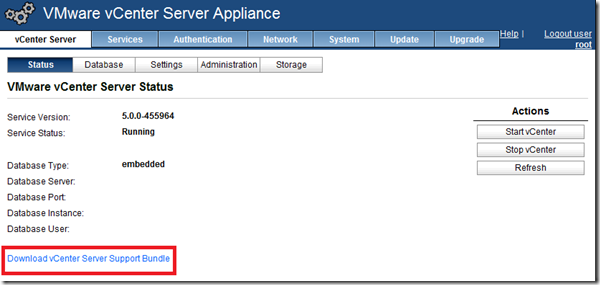 VMware vCenter Server Appliance
vCenter Server Services Authentication Network System Update Upgrade Help | Logout user root
Status Database Settings Administration Storage
VMware vCenter Server Status
Actions
Service Version: 5.0.0-455964
Start vCenter
Service Status: Running
Stop vCenter
Refresh
Database Type: embedded
Database Server:
Database Port:
Database Instance:
Database User:
Download vCenter Server Support Bundle